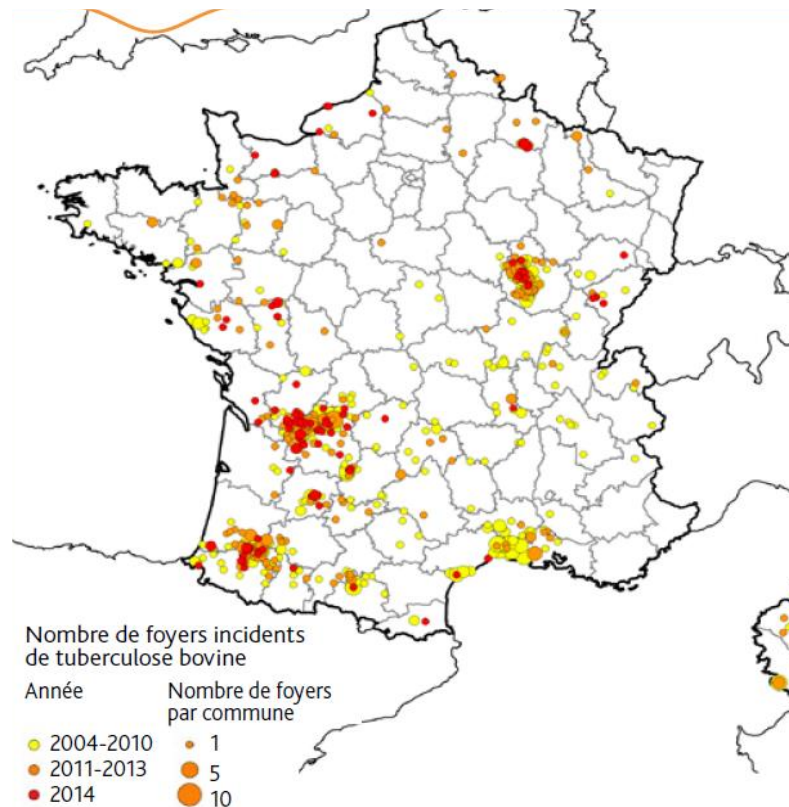 Nombre de foyers incidents
de tuberculose bovine
Année
Nombre de foyers
par commune
2004-2010
1
2011-2013
5
2014
10